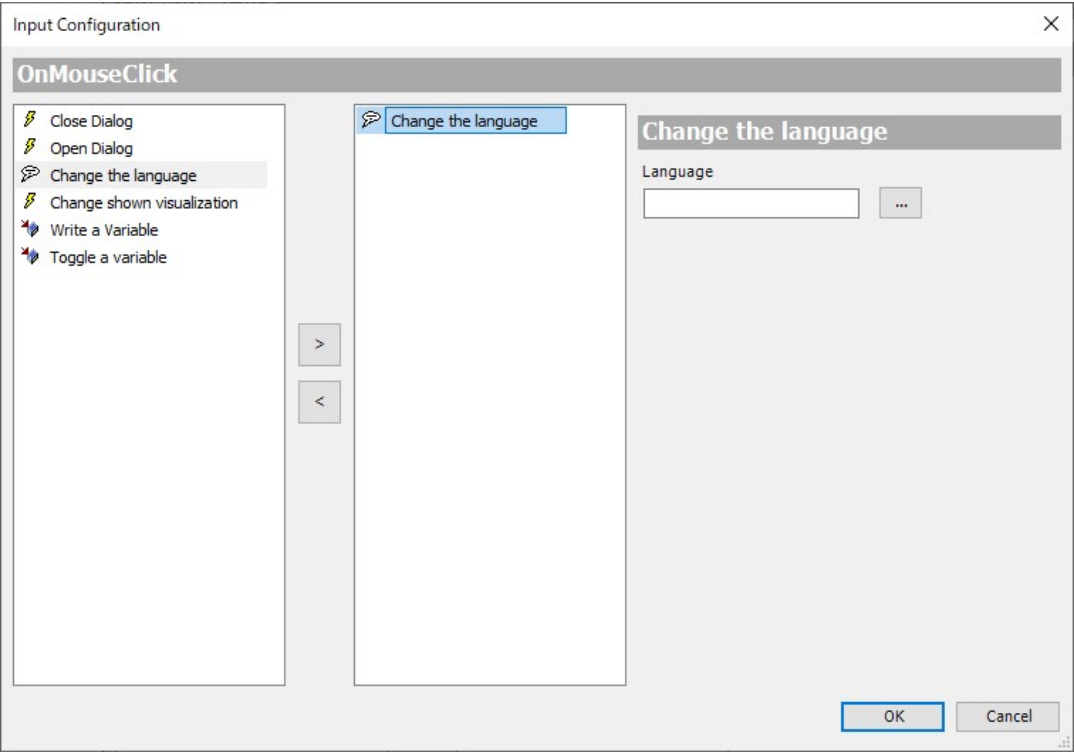 Input Configuration
OnMouseClick
Close Dialog
Open Dialog
Change the language
Change shown visualization
Write a Variable
Toggle a variable
>
<
Change the language
Change the language
Language
...
OK
Cancel